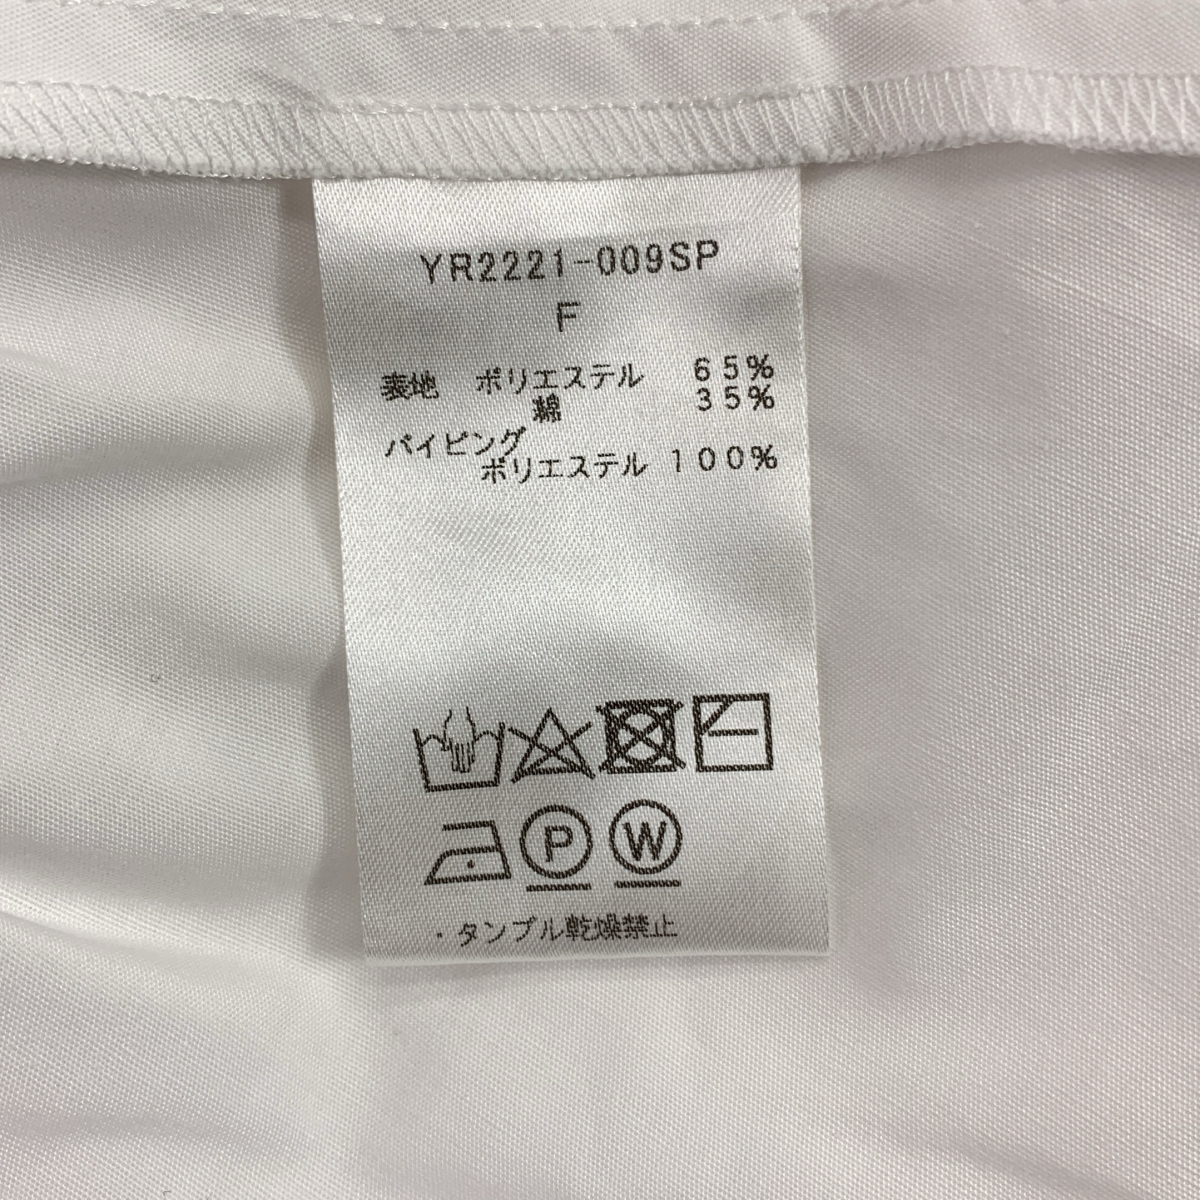 YR2221-009SP
F
表地 ポリエステル 65%
綿 35%
パイピング
ポリエステル 100%
P W
・タンブル乾燥禁止